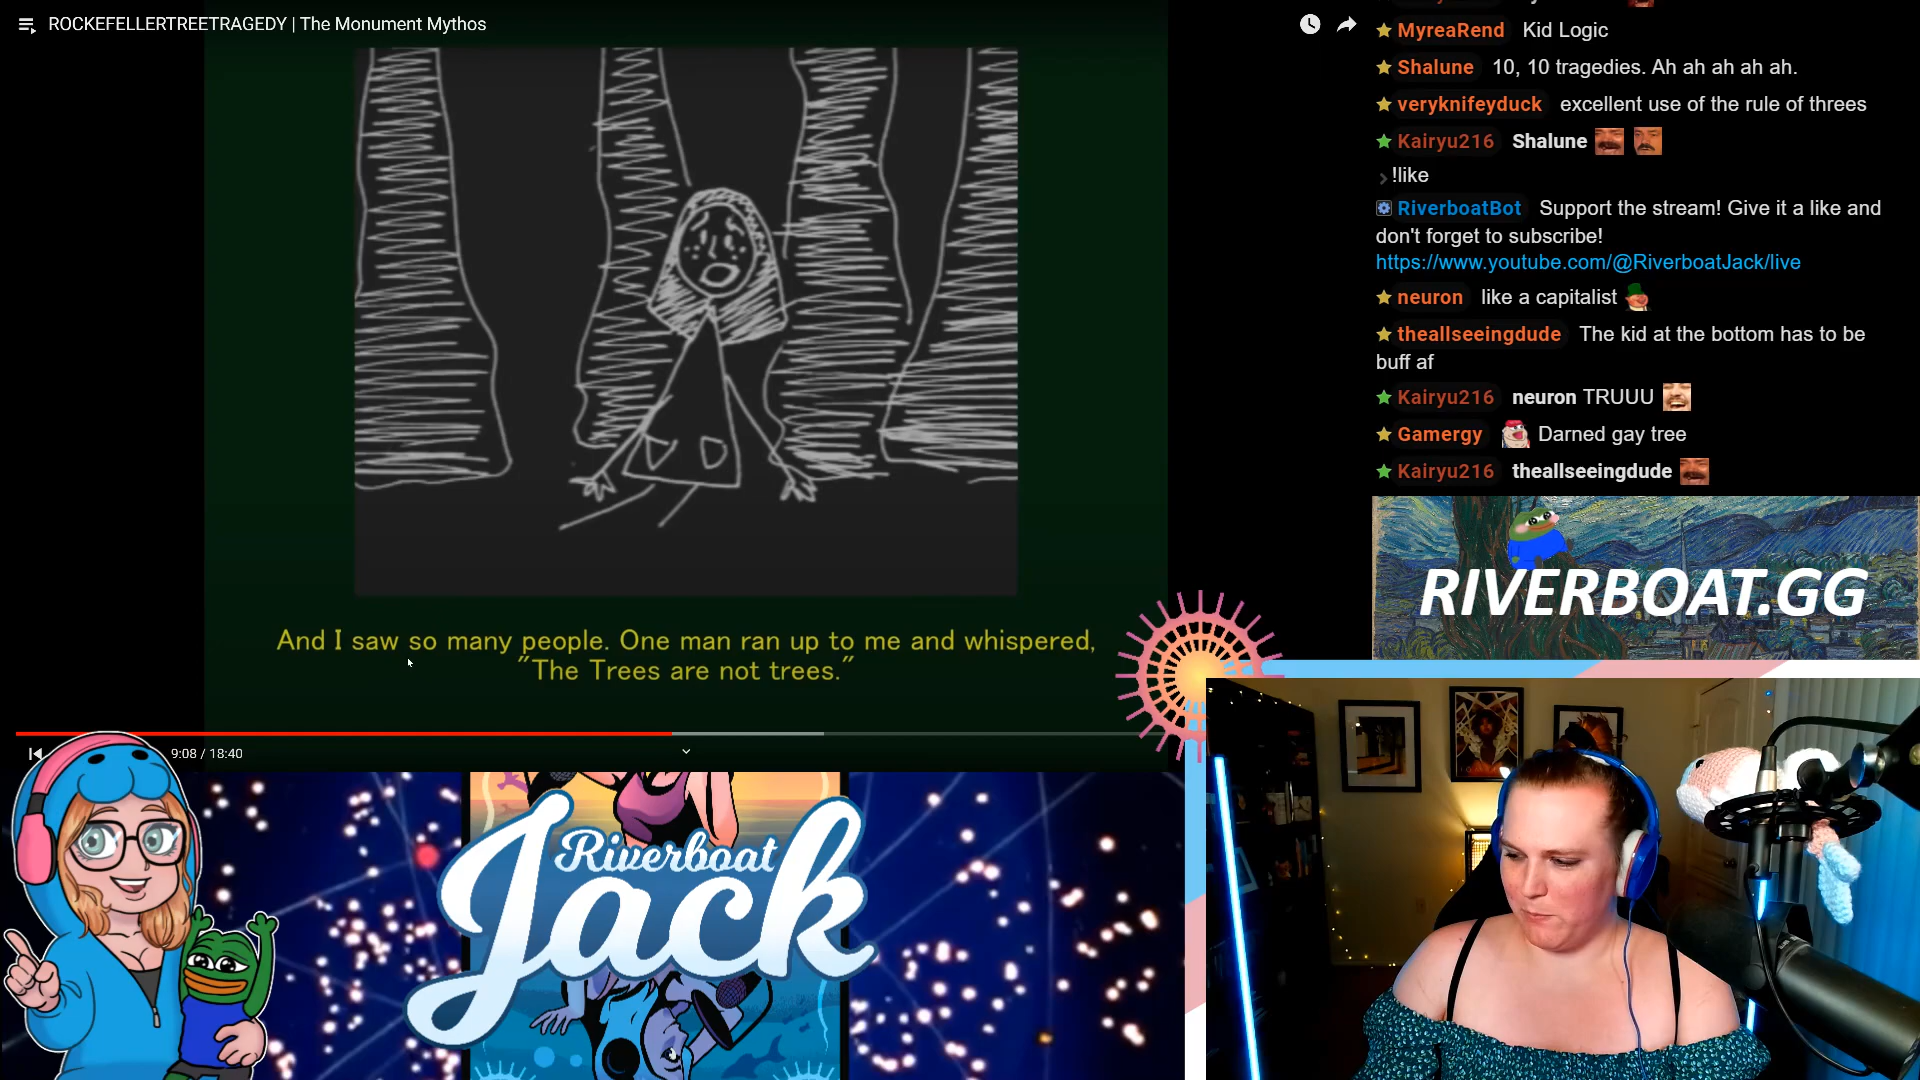 ROCKEFELLERTREETRAGEDY | The Monument Mythos
And I saw so many people. One man ran up to me and whispered,
"The Trees are not trees."
9:08 / 18:40
MyreaRend Kid Logic
Shalune 10, 10 tragedies. Ah ah ah ah ah.
veryknifeyduck excellent use of the rule of threes
Kairyu216 Shalune
!like
RiverboatBot Support the stream! Give it a like and
don't forget to subscribe!
https://www.youtube.com/@RiverboatJack/live
neuron like a capitalist
theallseeingdude The kid at the bottom has to be
buff af
Kairyu216 neuron TRUUU
Gamergy Darned gay tree
Kairyu216 theallseeingdude
RIVERBOAT.GG
Riverboat
Jack